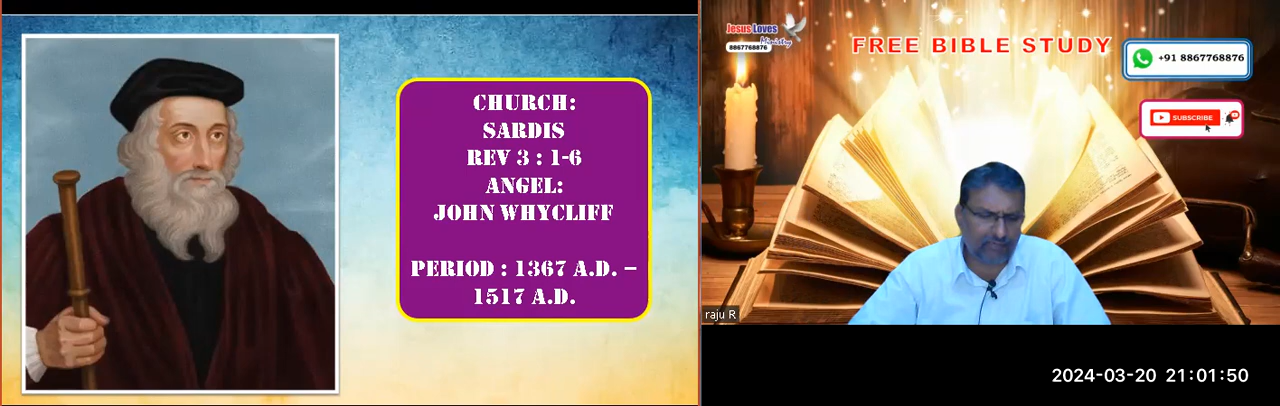 CHURCH:
SARDIS
REV 3 : 1-6
ANGEL:
JOHN WHYCLIFF
PERIOD : 1367 A.D. –
1517 A.D.
Jesus Loves
Ministry
8867768876
FREE BIBLE STUDY
+91 8867768876
SUBSCRIBE
raju R
2024-03-20 21:01:50